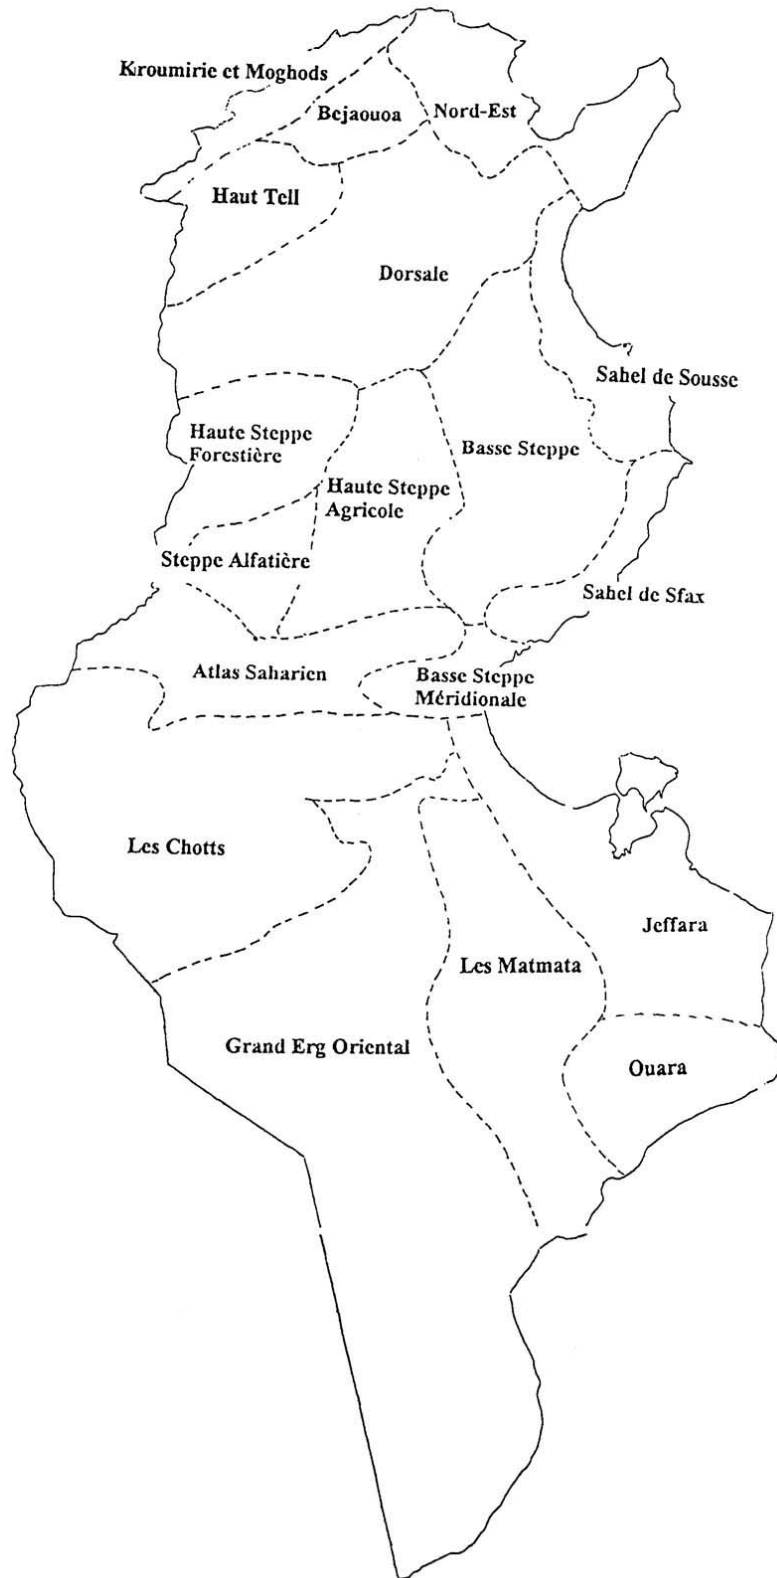 Kroumirie et Moghods
Bejaouoa
Nord-Est
Haut Tell
Dorsale
Sahel de Sousse
Haute Steppe
Forestière
Basse Steppe
Haute Steppe
Agricole
Steppe Alfatière
Sahel de Sfax
Atlas Saharien
Basse Steppe
Méridionale
Les Chotts
Jeffara
Les Matmata
Grand Erg Oriental
Ouara